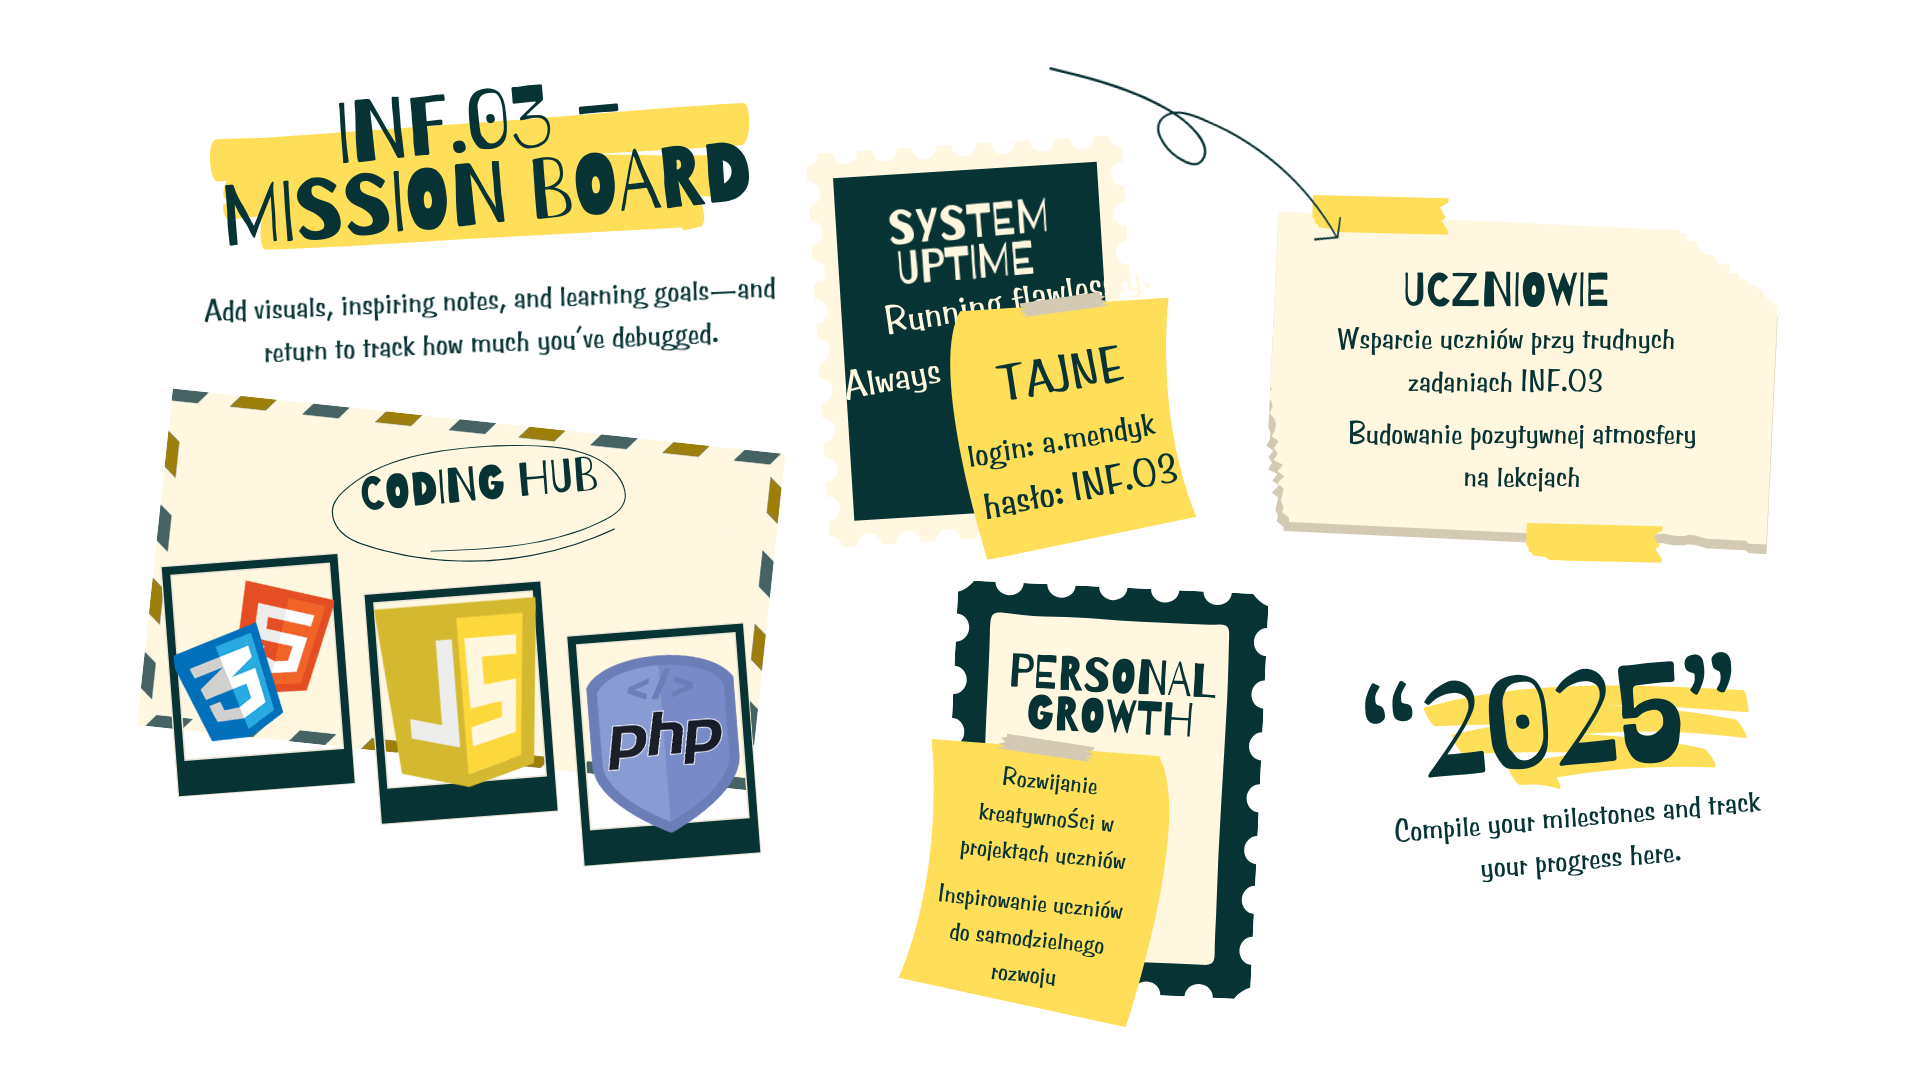 INF.03 –
MISSION BOARD
Add visuals, inspiring notes, and learning goals—and
return to track how much you've debugged.
CODING HUB
5
3
JS
</>
php
SYSTEM
UPTIME
Running
Always
TAJNE
login: a.mendyk
hasło: INF.03
UCZNIOWIE
Wsparcie uczniów przy trudnych
zadaniach INF.03
Budowanie pozytywnej atmosfery
na lekcjach
PERSONAL
GROWTH
Rozwijanie
kreatywnoŚci w
projektach uczniów
Inspirowanie uczniów
do samodzielnego
rozwoju
“2025”
Compile your milestones and track
your progress here.